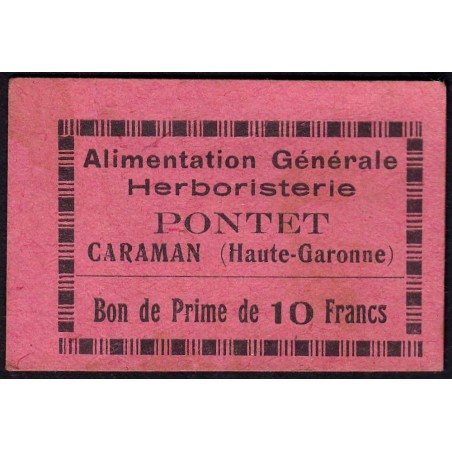 Alimentation Générale
Herboristerie
PONTET
CARAMAN (Haute-Garonne)
Bon de Prime de 10 Francs